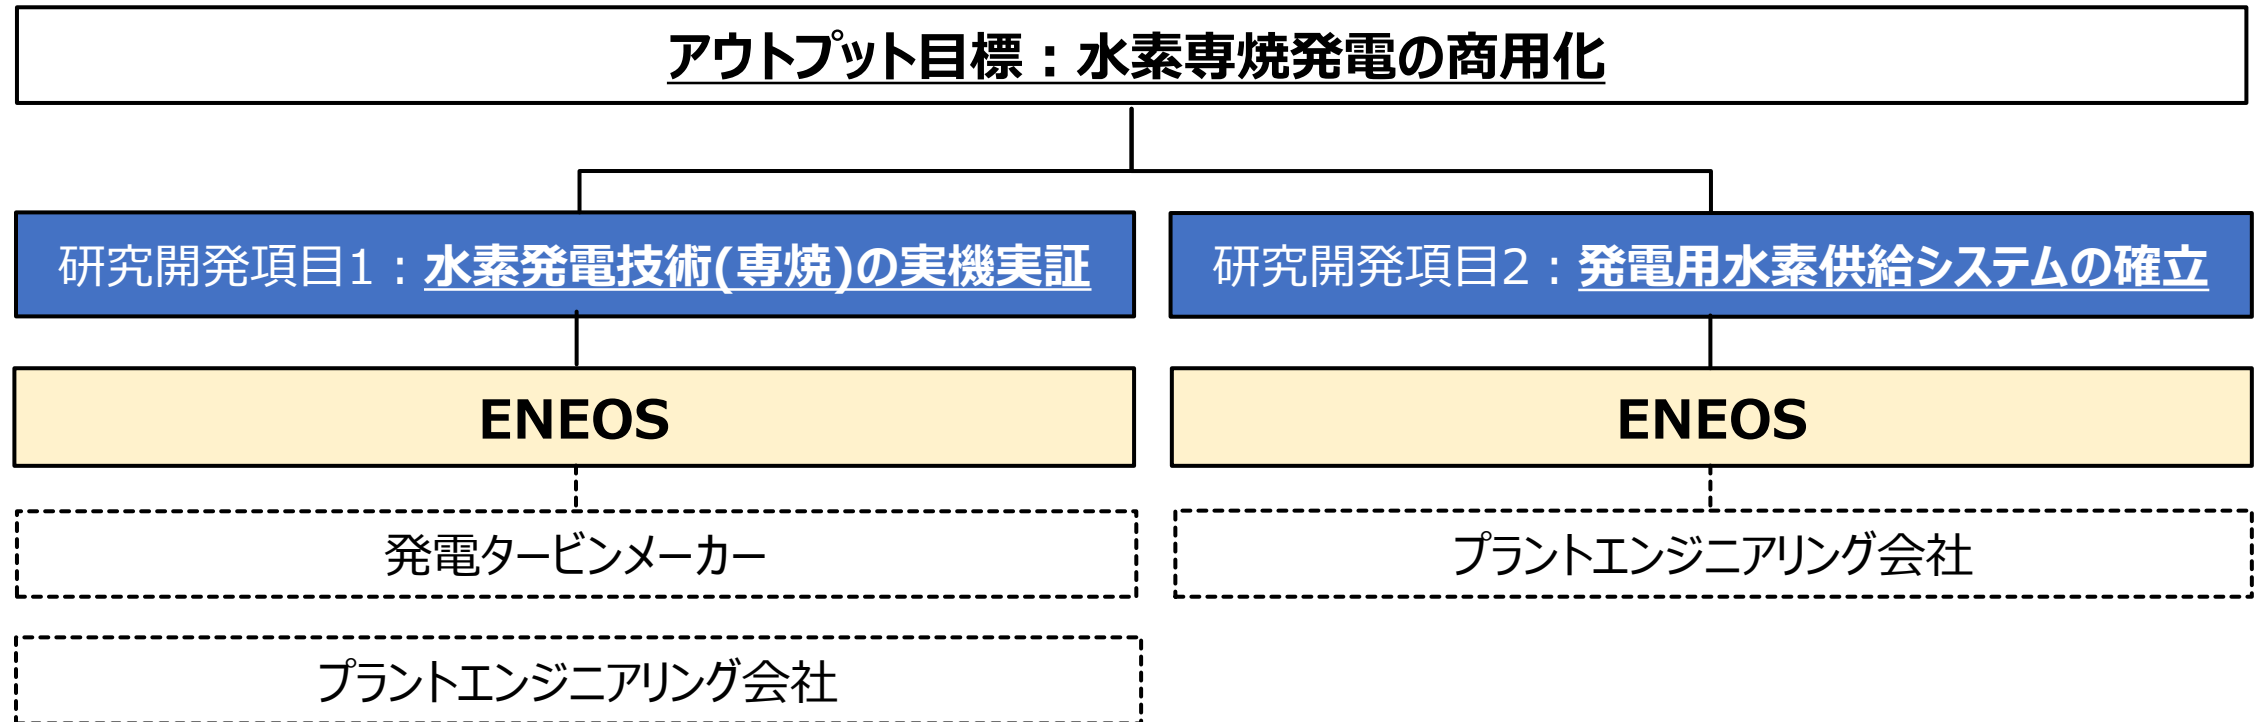 アウトプット目標：水素専焼発電の商用化
研究開発項目1：水素発電技術(専焼)の実機実証
研究開発項目2：発電用水素供給システムの確立
ENEOS
ENEOS
発電タービンメーカー
プラントエンジニアリング会社
プラントエンジニアリング会社